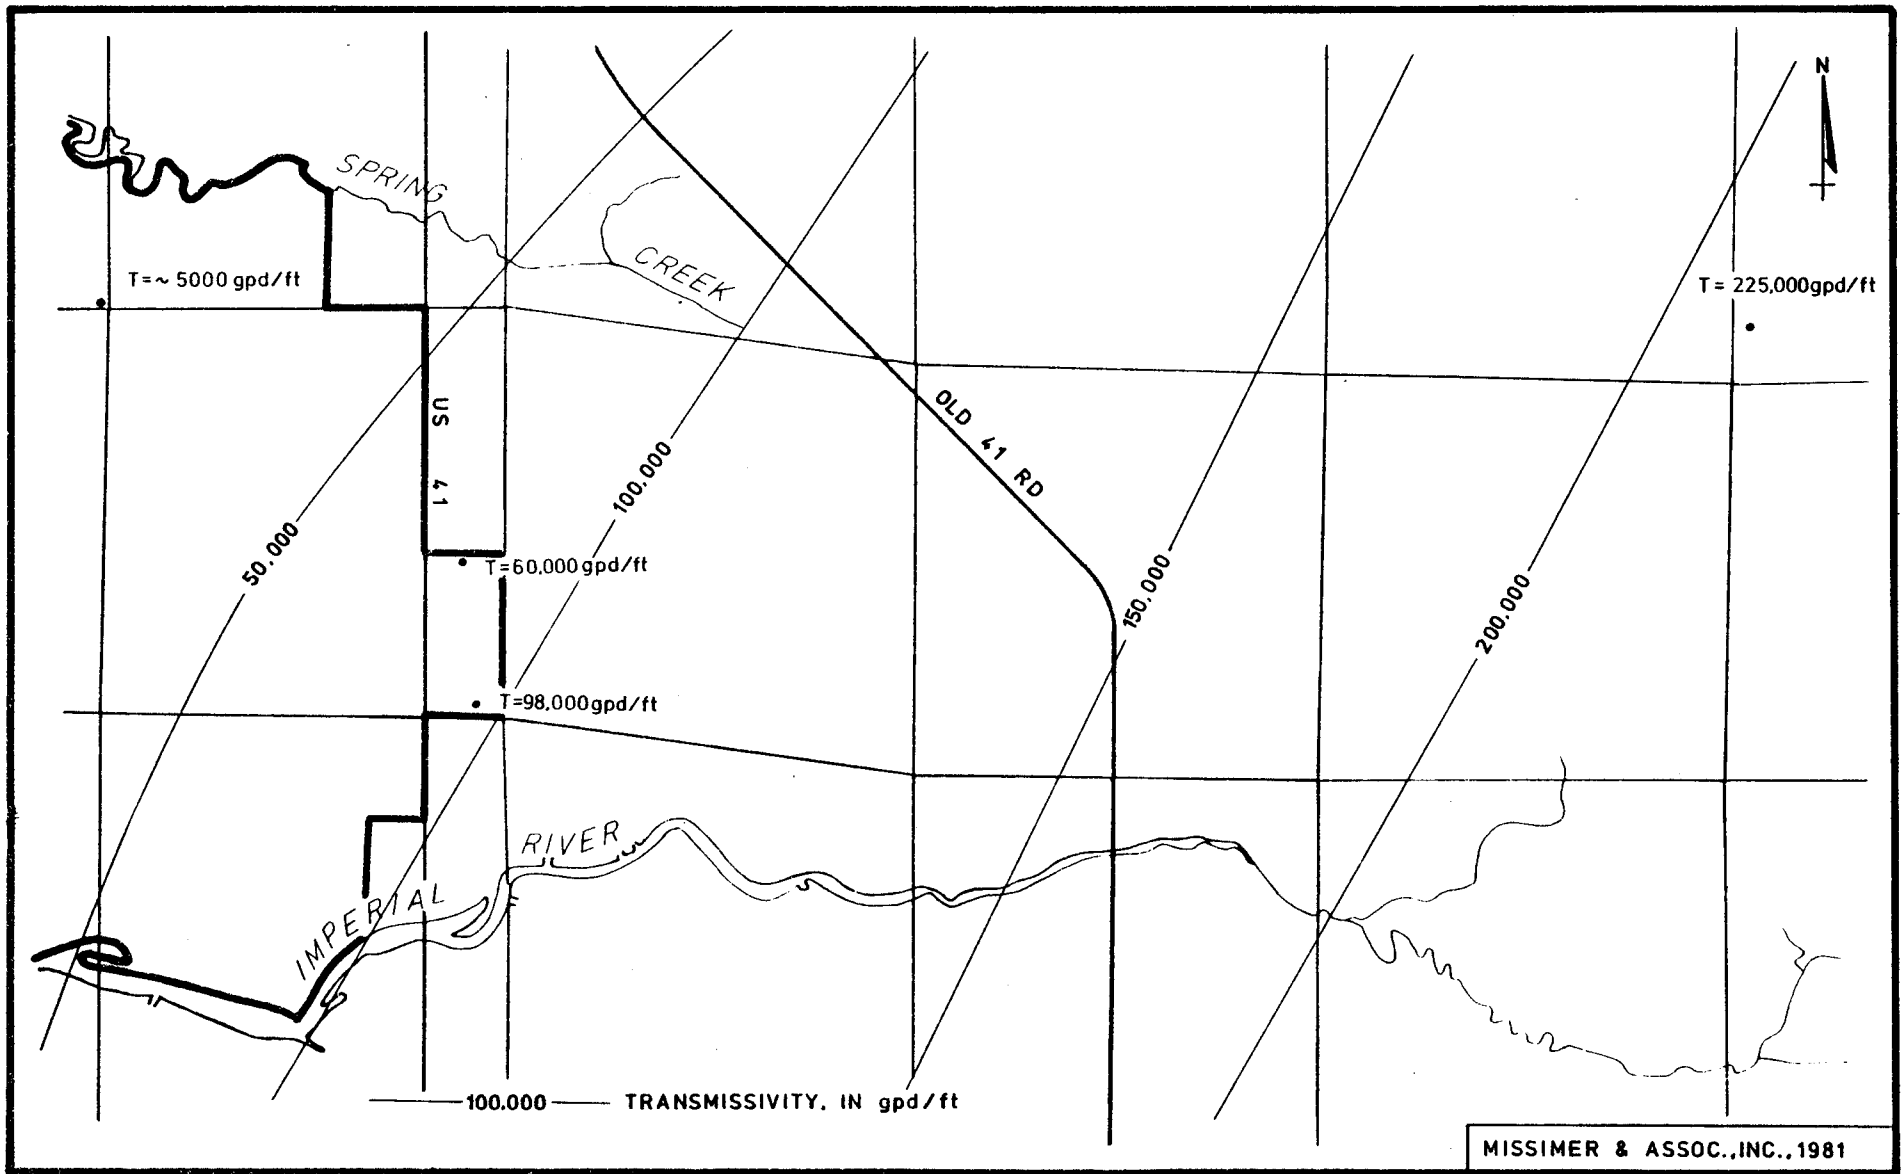 N
SPRING
CREEK
T=~ 5000 gpd/ft
T= 225,000gpd/ft
US 41
OLD 41 RD
100.000
50.000
T=60,000gpd/ft
150.000
200.000
T=98,000gpd/ft
RIVER
IMPERIAL
100.000 TRANSMISSIVITY. IN gpd/ft
MISSIMER & ASSOC.,INC.,1981